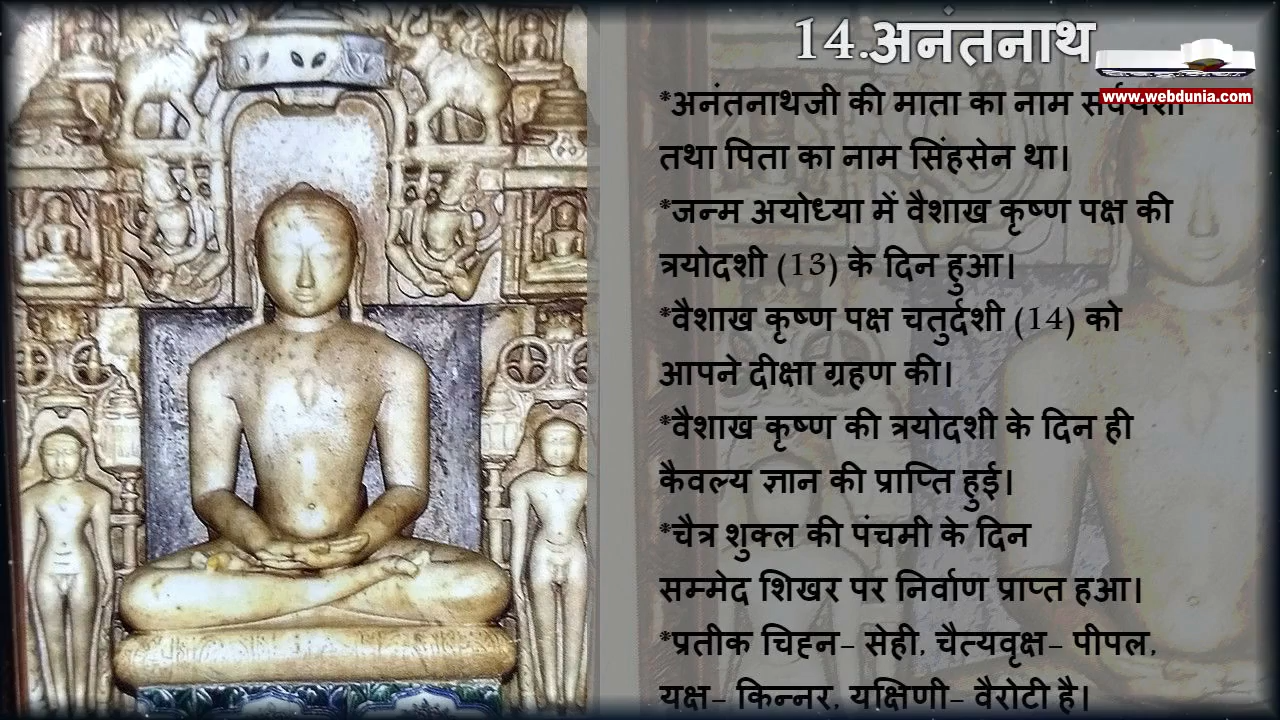 14.अनंतनाथ
www.webdunia.com
*अनंतनाथजी की माता का नाम
तथा पिता का नाम सिंहसेन था।
*जन्म अयोध्या में वैशाख कृष्ण पक्ष की
त्रयोदशी (13) के दिन हुआ।
*वैशाख कृष्ण पक्ष चतुर्दशी (14) को
आपने दीक्षा ग्रहण की।
*वैशाख कृष्ण की त्रयोदशी के दिन ही
कैवल्य ज्ञान की प्राप्ति हुई।
*चैत्र शुक्ल की पंचमी के दिन
सम्मेद शिखर पर निर्वाण प्राप्त हआ।
*प्रतीक चिह्न- सेही, चैत्यवृक्ष- पीपल,
यक्ष- किन्नर, यक्षिणी- वैरोटी है।